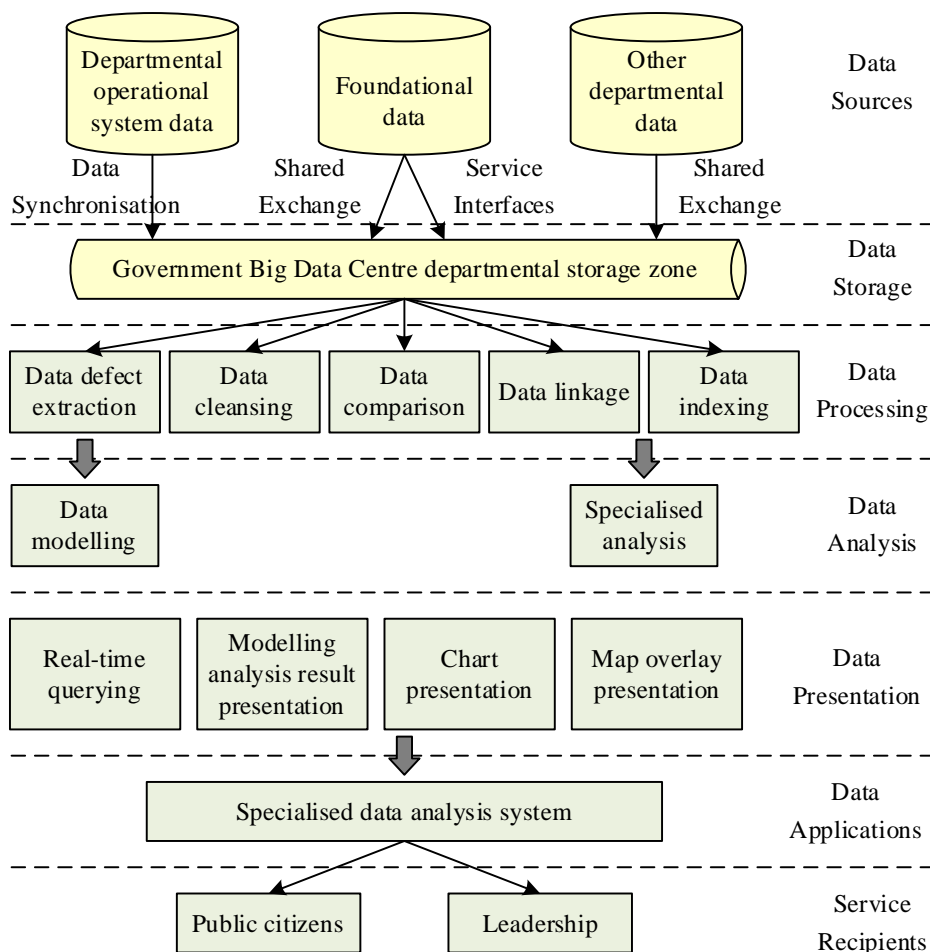 Departmental
operational
system data
Foundational
data
Other
departmental
data
Data
Sources
Data
Synchronisation
Shared
Exchange
Service
Interfaces
Shared
Exchange
Government Big Data Centre departmental storage zone
Data
Storage
Data defect
extraction
Data
cleansing
Data
comparison
Data linkage
Data
indexing
Data
Processing
Data
modelling
Specialised
analysis
Data
Analysis
Real-time
querying
Modelling
analysis result
presentation
Chart
presentation
Map overlay
presentation
Data
Presentation
Specialised data analysis system
Data
Applications
Public citizens
Leadership
Service
Recipients